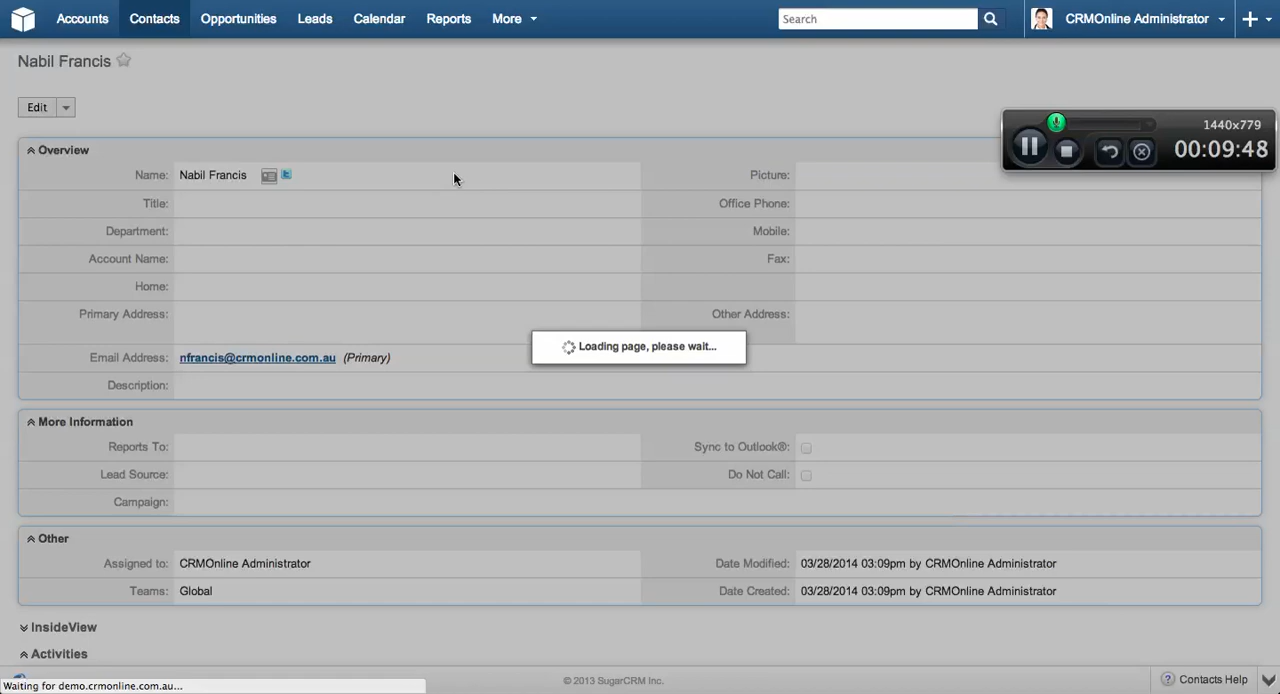 Accounts Contacts Opportunities Leads Calendar Reports More Search CRMOnline Administrator
Nabil Francis
Edit
1440x779
00:09:48
Overview
Name: Nabil Francis Picture:
Title: Office Phone:
Department: Mobile:
Account Name: Fax:
Home:
Primary Address: Other Address:
Loading page, please wait...
Email Address: nfrancis@crmonline.com.au (Primary)
Description:
More Information
Reports To: Sync to Outlook®:
Lead Source: Do Not Call:
Campaign:
Other
Assigned to: CRMOnline Administrator Date Modified: 03/28/2014 03:09pm by CRMOnline Administrator
Teams: Global Date Created: 03/28/2014 03:09pm by CRMOnline Administrator
InsideView
Activities
© 2013 SugarCRM Inc. Contacts Help
Waiting for demo.crmonline.com.au...